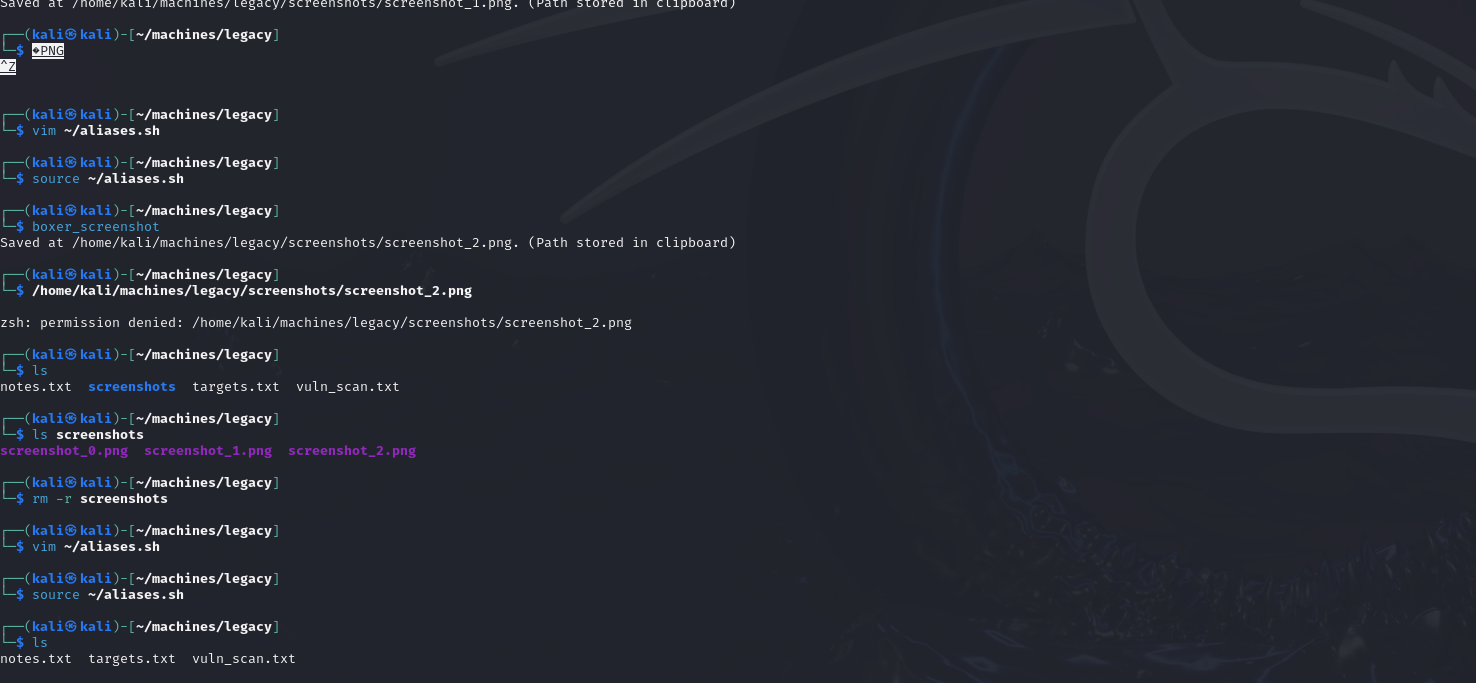 Saved at /home/kali/machines/legacy/screenshots/screenshot_1.png. (Path stored in clipboard)
┌──(kali㉿kali)-[~/machines/legacy]
└─$ �PNG
^Z
┌──(kali㉿kali)-[~/machines/legacy]
└─$ vim ~/aliases.sh
┌──(kali㉿kali)-[~/machines/legacy]
└─$ source ~/aliases.sh
┌──(kali㉿kali)-[~/machines/legacy]
└─$ boxer_screenshot
Saved at /home/kali/machines/legacy/screenshots/screenshot_2.png. (Path stored in clipboard)
┌──(kali㉿kali)-[~/machines/legacy]
└─$ /home/kali/machines/legacy/screenshots/screenshot_2.png
zsh: permission denied: /home/kali/machines/legacy/screenshots/screenshot_2.png
┌──(kali㉿kali)-[~/machines/legacy]
└─$ ls
notes.txt  screenshots  targets.txt  vuln_scan.txt
┌──(kali㉿kali)-[~/machines/legacy]
└─$ ls screenshots
screenshot_0.png  screenshot_1.png  screenshot_2.png
┌──(kali㉿kali)-[~/machines/legacy]
└─$ rm -r screenshots
┌──(kali㉿kali)-[~/machines/legacy]
└─$ vim ~/aliases.sh
┌──(kali㉿kali)-[~/machines/legacy]
└─$ source ~/aliases.sh
┌──(kali㉿kali)-[~/machines/legacy]
└─$ ls
notes.txt  targets.txt  vuln_scan.txt